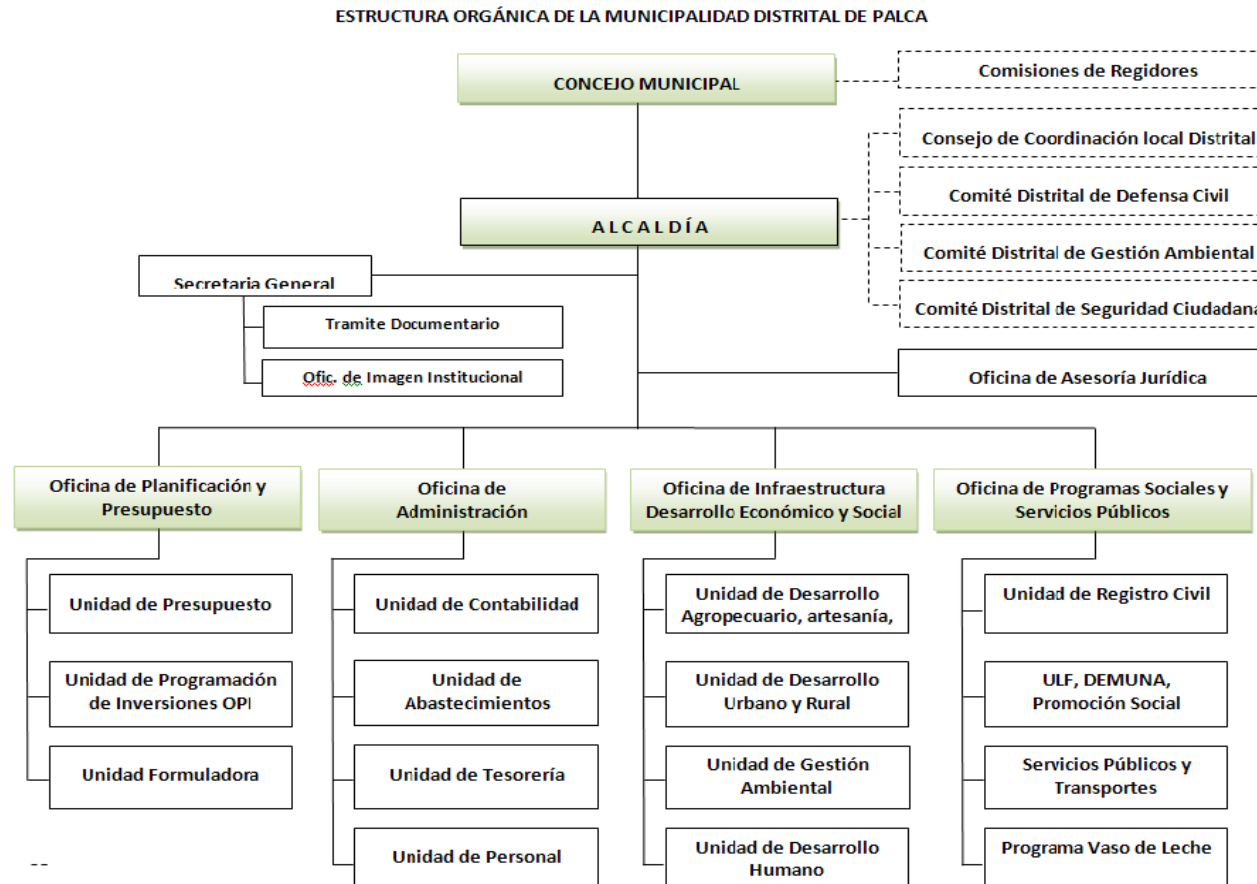 ESTRUCTURA ORGÁNICA DE LA MUNICIPALIDAD DISTRITAL DE PALCA
CONCEJO MUNICIPAL
Comisiones de Regidores
Consejo de Coordinación local Distrital
Comité Distrital de Defensa Civil
ALCALDÍA
Comité Distrital de Gestión Ambiental
Secretaria General
Comité Distrital de Seguridad Ciudadana
Tramite Documentario
Ofic. de Imagen Institucional
Oficina de Asesoría Jurídica
Oficina de Planificación y
Presupuesto
Oficina de
Administración
Oficina de Infraestructura
Desarrollo Económico y Social
Oficina de Programas Sociales y
Servicios Públicos
Unidad de Presupuesto
Unidad de Programación
de Inversiones OPI
Unidad Formuladora
Unidad de Contabilidad
Unidad de
Abastecimientos
Unidad de Tesorería
Unidad de Personal
Unidad de Desarrollo
Agropecuario, artesanía,
Unidad de Desarrollo
Urbano y Rural
Unidad de Gestión
Ambiental
Unidad de Desarrollo
Humano
Unidad de Registro Civil
ULF, DEMUNA,
Promoción Social
Servicios Públicos y
Transportes
Programa Vaso de Leche